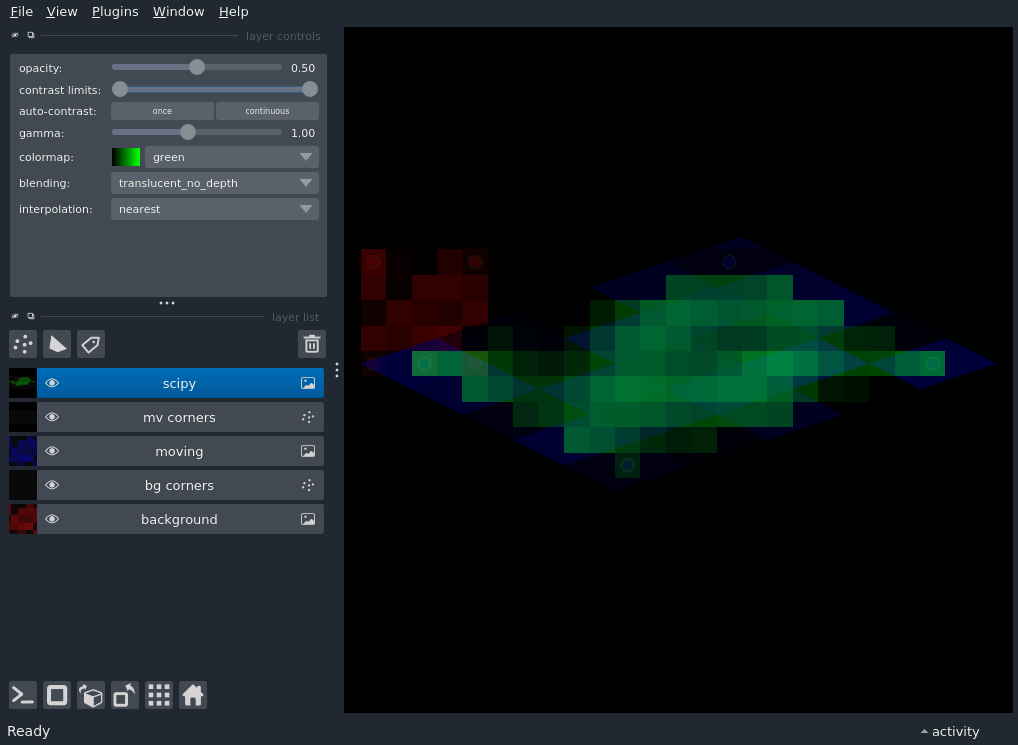 File View Plugins Window Help
layer controls
opacity: 0.50
contrast limits:
auto-contrast: once continuous
gamma: 1.00
colormap: green
blending: translucent_no_depth
interpolation: nearest
layer list
scipy
mv corners
moving
bg corners
background
Ready
activity